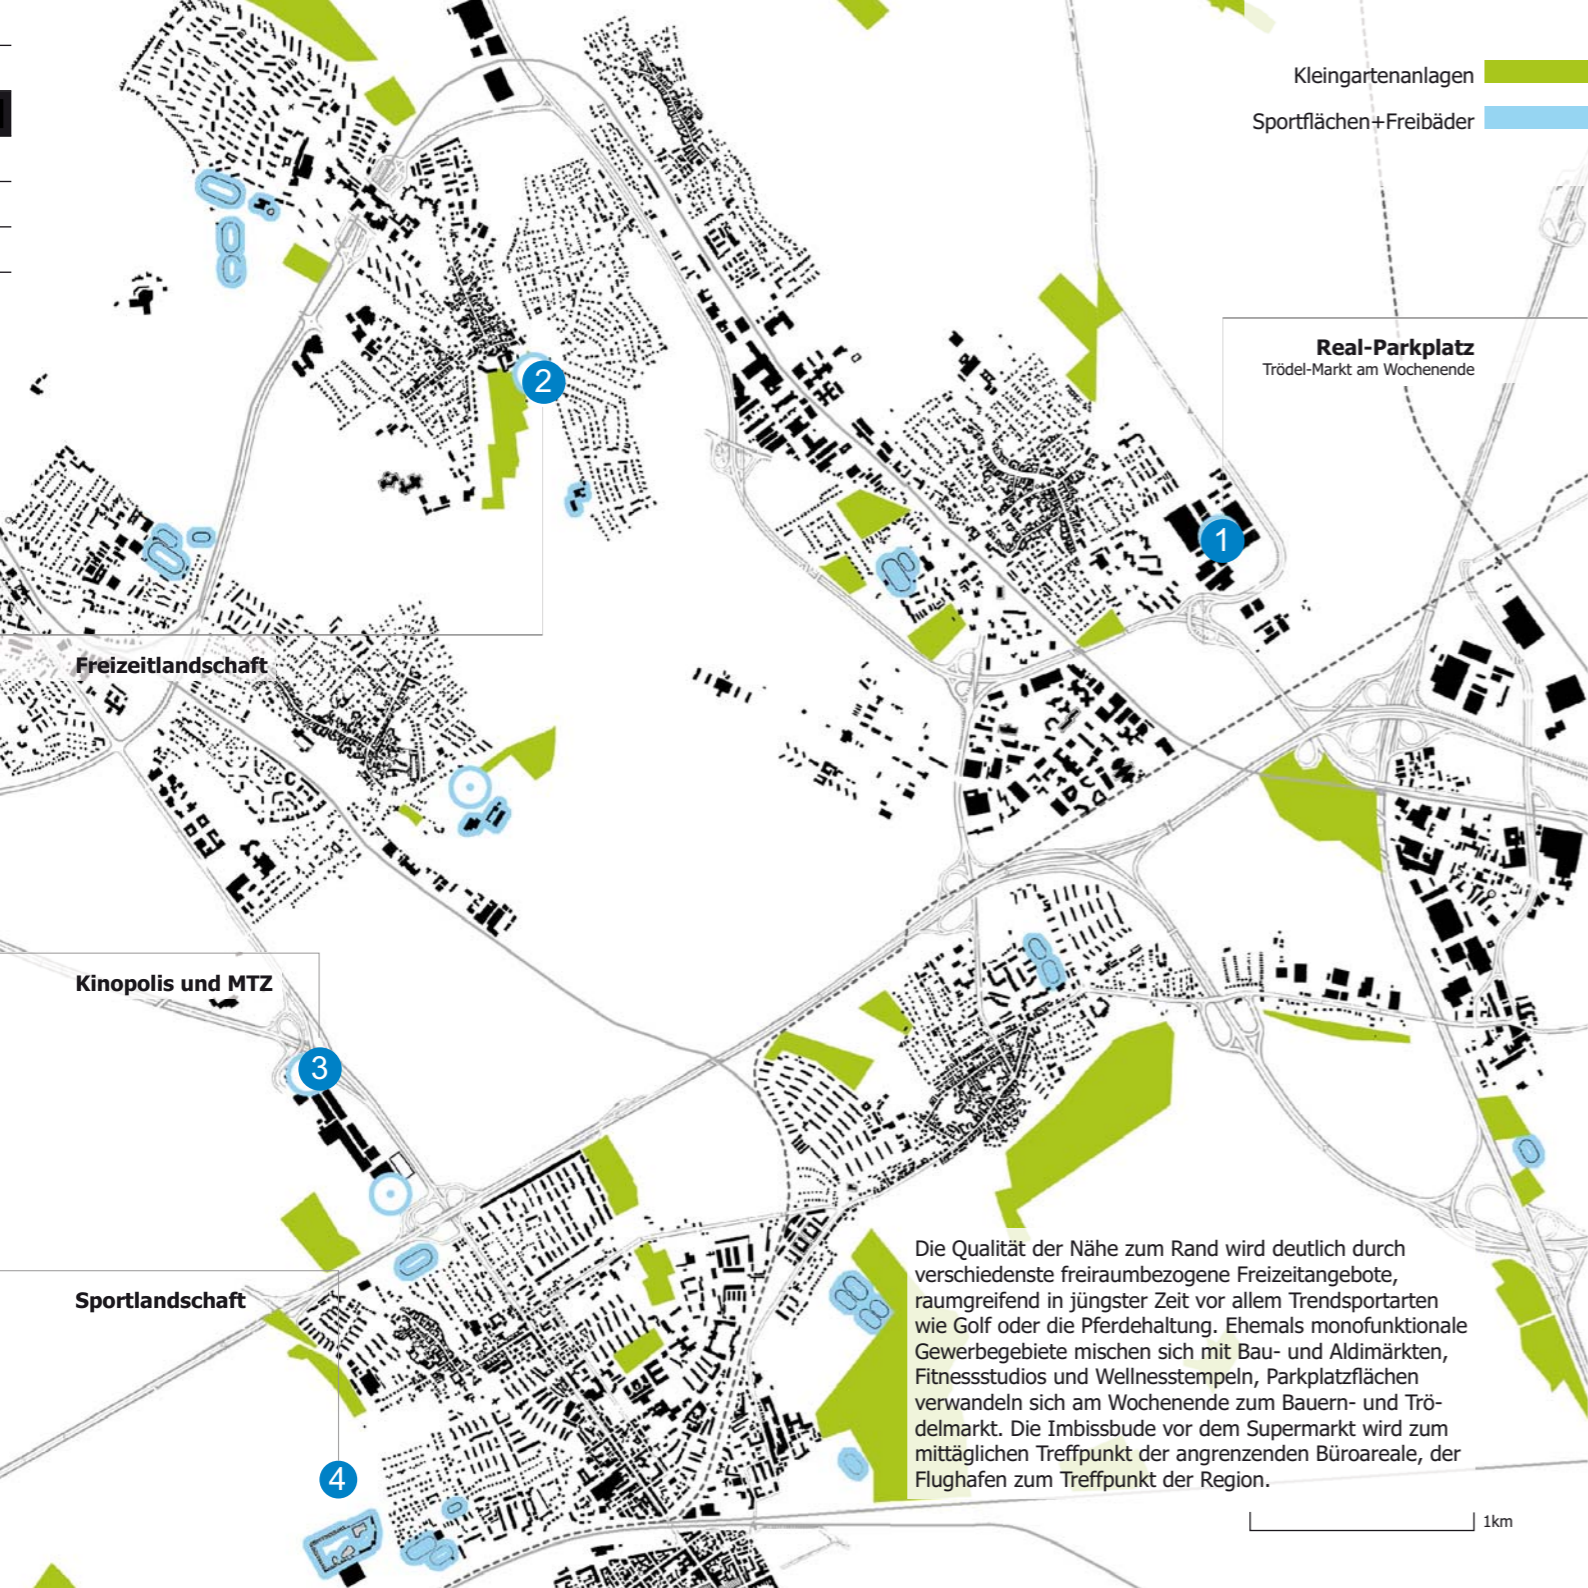 Kleingartenanlagen
Sportflächen+Freibäder
Real-Parkplatz
Trödel-Markt am Wochenende
2
1
Freizeitlandschaft
Kinopolis und MTZ
3
Sportlandschaft
4
Die Qualität der Nähe zum Rand wird deutlich durch
verschiedenste freiraumbezogene Freizeitangebote,
raumgreifend in jüngster Zeit vor allem Trendsportarten
wie Golf oder die Pferdehaltung. Ehemals monofunktionale
Gewerbegebiete mischen sich mit Bau- und Aldimärkten,
Fitnessstudios und Wellnesstempeln, Parkplatzflächen
verwandeln sich am Wochenende zum Bauern- und Trö-
delmarkt. Die Imbissbude vor dem Supermarkt wird zum
mittäglichen Treffpunkt der angrenzenden Büroareale, der
Flughafen zum Treffpunkt der Region.
1km